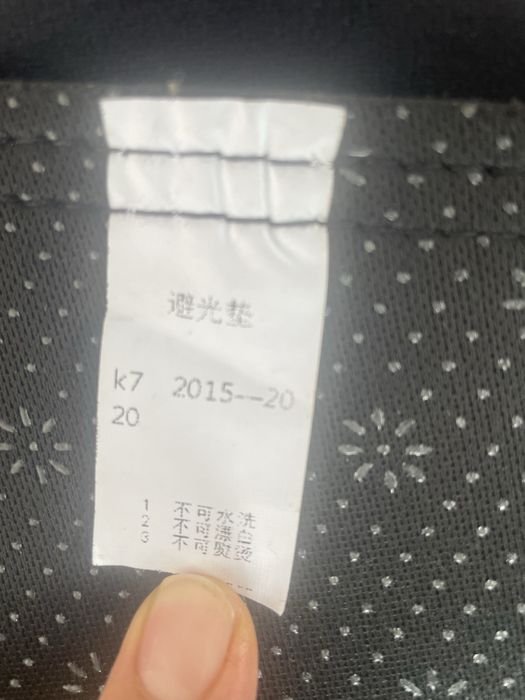 避光垫
k7 2015--20
20
1 不可水洗
2 不可漂白
3 不可熨烫